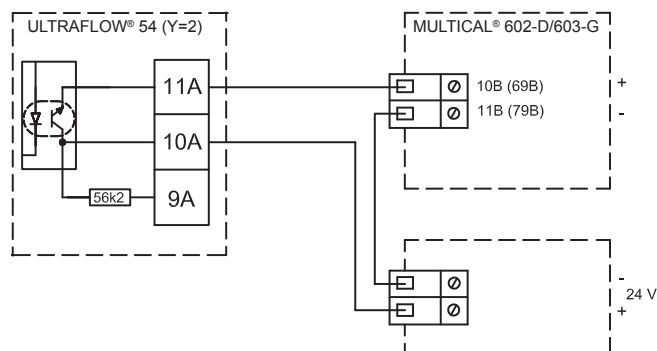 ULTRAFLOW® 54 (Y=2)
MULTICAL® 602-D/603-G
11A
10A
9A
56k2
10B (69B)
11B (79B)
+
-
-
24 V
+